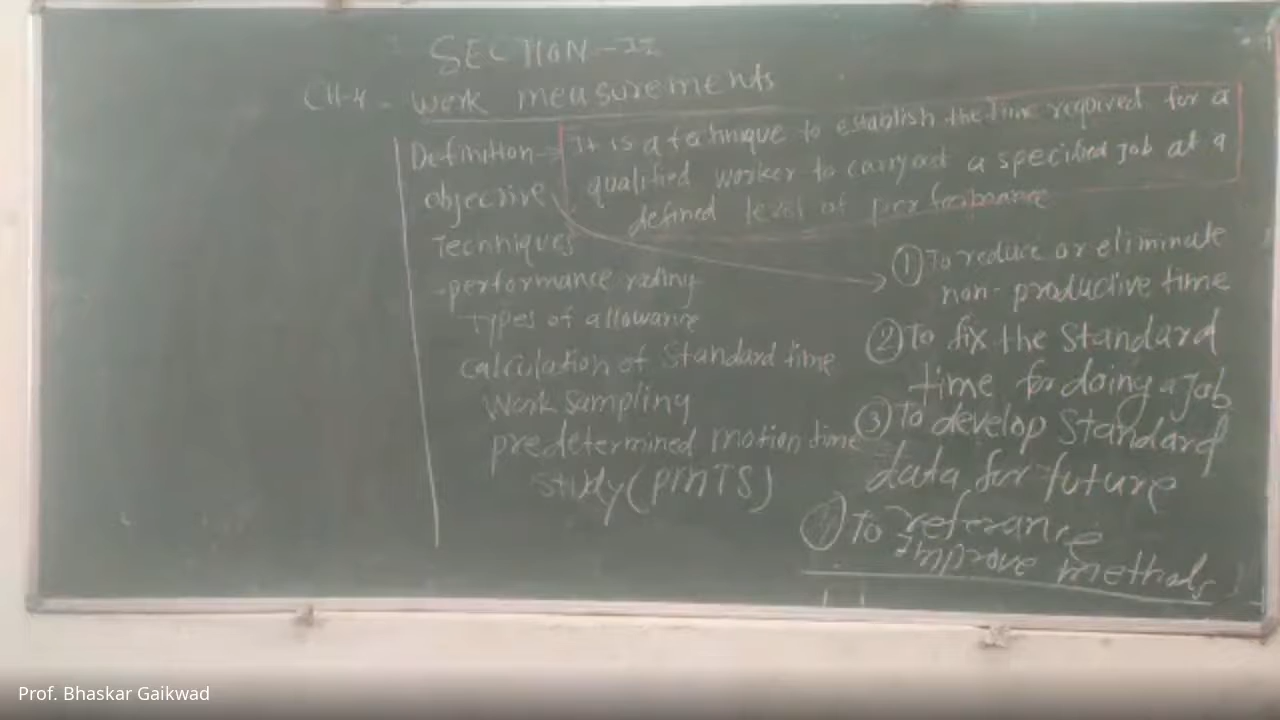 SECTION-II
CH-4 - Work measurements
Definition → It is a technique to establish the Time required for a
qualified worker to carryout a specified Job at a
defined level of performance
objective
Techniques
- performance rating
Types of allowance
calculation of Standard time
Work sampling
predetermined motion time
study (PMTS)
① To reduce or eliminate
non-productive time
② To fix the Standard
time for doing a Job
③ To develop Standard
data for future
referance
④ To
improve methods
Prof. Bhaskar Gaikwad